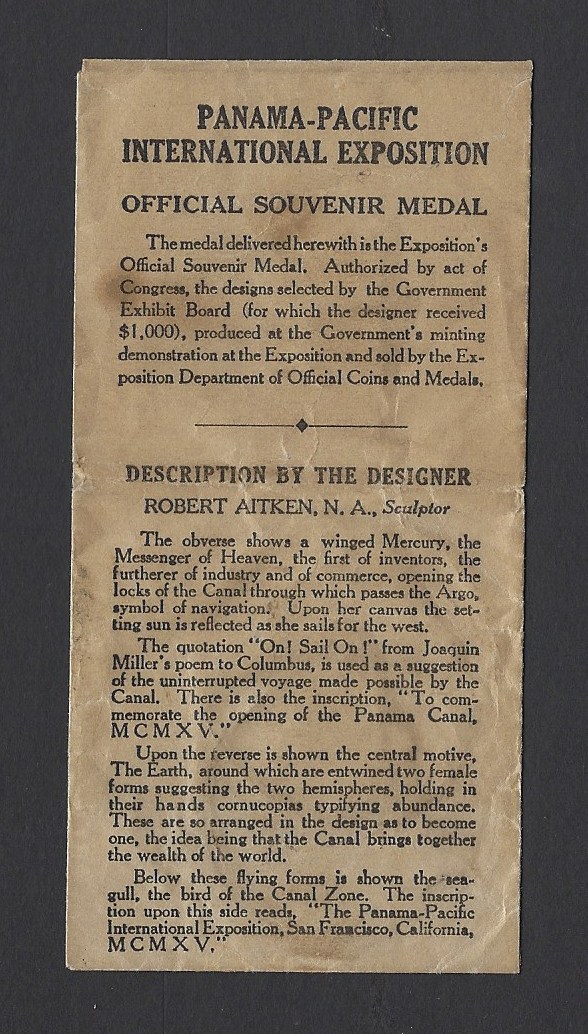 PANAMA-PACIFIC
INTERNATIONAL EXPOSITION
OFFICIAL SOUVENIR MEDAL
The medal delivered herewith is the Exposition's
Official Souvenir Medal. Authorized by act of
Congress, the designs selected by the Government
Exhibit Board (for which the designer received
$1,000), produced at the Government's minting
demonstration at the Exposition and sold by the Ex-
position Department of Official Coins and Medals.
DESCRIPTION BY THE DESIGNER
ROBERT AITKEN, N. A., Sculptor
The obverse shows a winged Mercury, the
Messenger of Heaven, the first of inventors, the
furtherer of industry and of commerce, opening the
locks of the Canal through which passes the Argo,
symbol of navigation. Upon her canvas the set-
ting sun is reflected as she sails for the west.
The quotation "On! Sail On!" from Joaquin
Miller's poem to Columbus, is used as a suggestion
of the uninterrupted voyage made possible by the
Canal. There is also the inscription, "To com-
memorate the opening of the Panama Canal,
MCMXV."
Upon the reverse is shown the central motive,
The Earth, around which are entwined two female
forms suggesting the two hemispheres, holding in
their hands cornucopias typifying abundance.
These are so arranged in the design as to become
one, the idea being that the Canal brings together
the wealth of the world.
Below these flying forms is shown the sea-
gull, the bird of the Canal Zone. The inscrip-
tion upon this side reads, "The Panama-Pacific
International Exposition, San Francisco, California,
MCMXV."